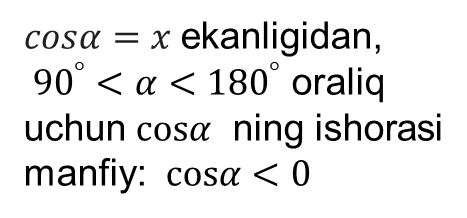 cosα = x ekanligidan,
90° < α < 180° oraliq
uchun cosα ning ishorasi
manfiy: cosα < 0